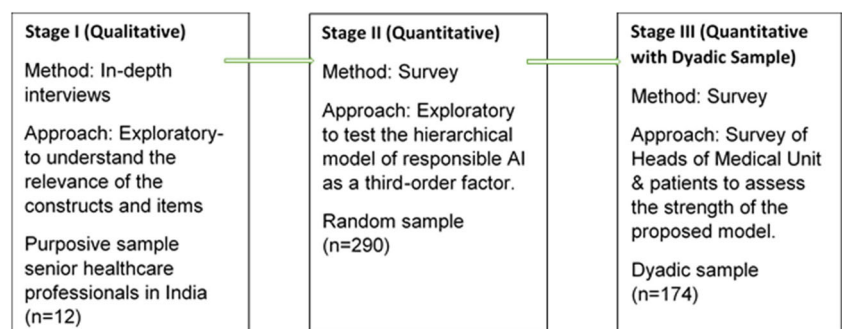 Stage I (Qualitative)
Method: In-depth
interviews
Approach: Exploratory-
to understand the
relevance of the
constructs and items
Purposive sample
senior healthcare
professionals in India
(n=12)
Stage II (Quantitative)
Method: Survey
Approach: Exploratory
to test the hierarchical
model of responsible AI
as a third-order factor.
Random sample
(n=290)
Stage III (Quantitative
with Dyadic Sample)
Method: Survey
Approach: Survey of
Heads of Medical Unit
& patients to assess
the strength of the
proposed model.
Dyadic sample
(n=174)